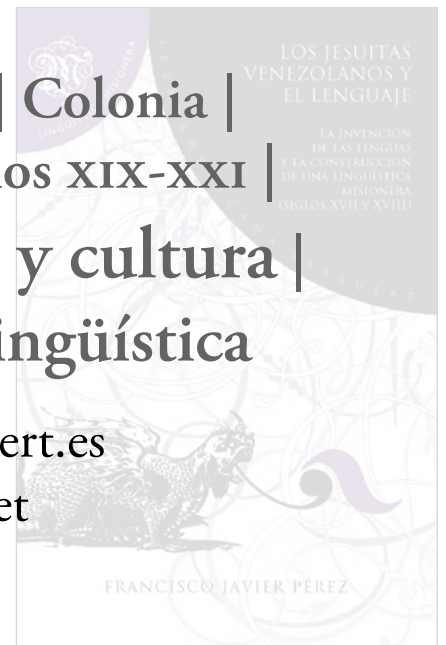 LOS JESUITAS
VENEZOLANOS Y
EL LENGUAJE
LA INVENCIÓN
DE LAS LENGUAS
Y LA CONSTRUCCIÓN
DE UNA LINGÜÍSTICA
MISIONERA
(SIGLOS XVII Y XVIII)
| Colonia |
os XIX-XXI |
y cultura |
ingüística
ert.es
et
FRANCISCO JAVIER PÉREZ